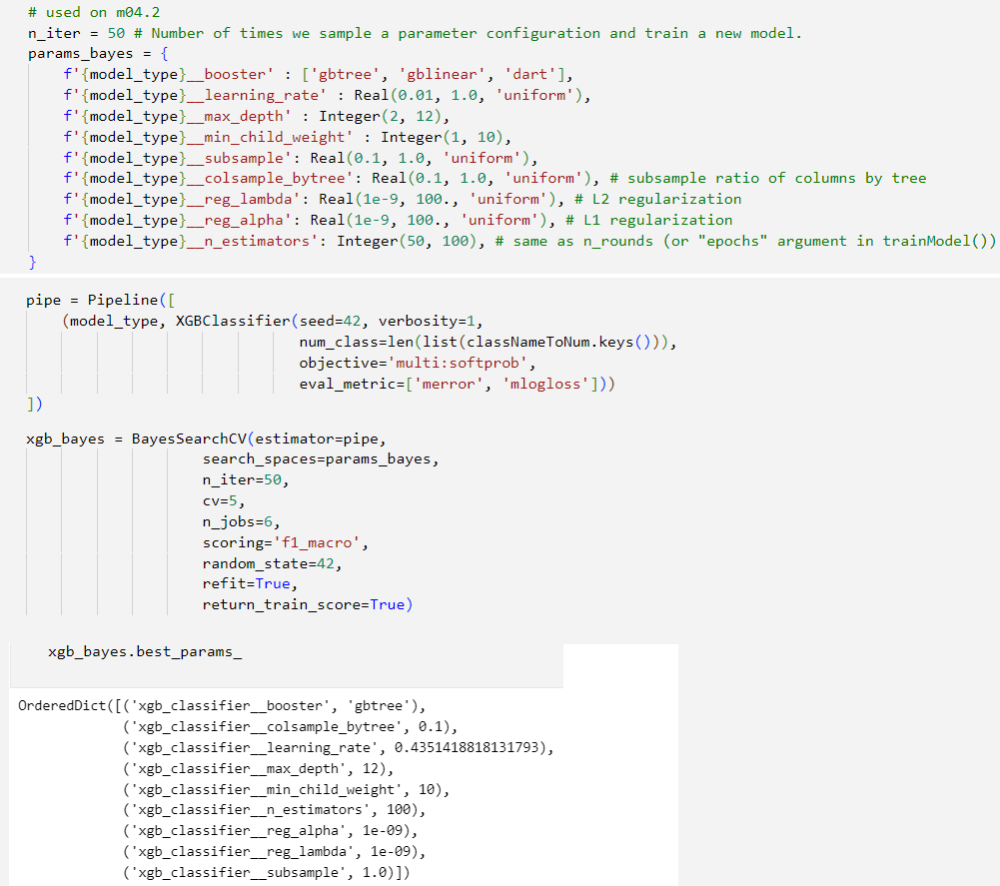 # used on m04.2
n_iter = 50 # Number of times we sample a parameter configuration and train a new model.
params_bayes = {
    f'{model_type}__booster' : ['gbtree', 'gblinear', 'dart'],
    f'{model_type}__learning_rate' : Real(0.01, 1.0, 'uniform'),
    f'{model_type}__max_depth' : Integer(2, 12),
    f'{model_type}__min_child_weight' : Integer(1, 10),
    f'{model_type}__subsample': Real(0.1, 1.0, 'uniform'),
    f'{model_type}__colsample_bytree': Real(0.1, 1.0, 'uniform'), # subsample ratio of columns by tree
    f'{model_type}__reg_lambda': Real(1e-9, 100., 'uniform'), # L2 regularization
    f'{model_type}__reg_alpha': Real(1e-9, 100., 'uniform'), # L1 regularization
    f'{model_type}__n_estimators': Integer(50, 100), # same as n_rounds (or "epochs" argument in trainModel())
}
pipe = Pipeline([
    (model_type, XGBClassifier(seed=42, verbosity=1,
                               num_class=len(list(classNameToNum.keys())),
                               objective='multi:softprob',
                               eval_metric=['merror', 'mlogloss']))
])
xgb_bayes = BayesSearchCV(estimator=pipe,
                    search_spaces=params_bayes,
                    n_iter=50,
                    cv=5,
                    n_jobs=6,
                    scoring='f1_macro',
                    random_state=42,
                    refit=True,
                    return_train_score=True)
xgb_bayes.best_params_
OrderedDict([('xgb_classifier__booster', 'gbtree'),
             ('xgb_classifier__colsample_bytree', 0.1),
             ('xgb_classifier__learning_rate', 0.4351418818131793),
             ('xgb_classifier__max_depth', 12),
             ('xgb_classifier__min_child_weight', 10),
             ('xgb_classifier__n_estimators', 100),
             ('xgb_classifier__reg_alpha', 1e-09),
             ('xgb_classifier__reg_lambda', 1e-09),
             ('xgb_classifier__subsample', 1.0)])